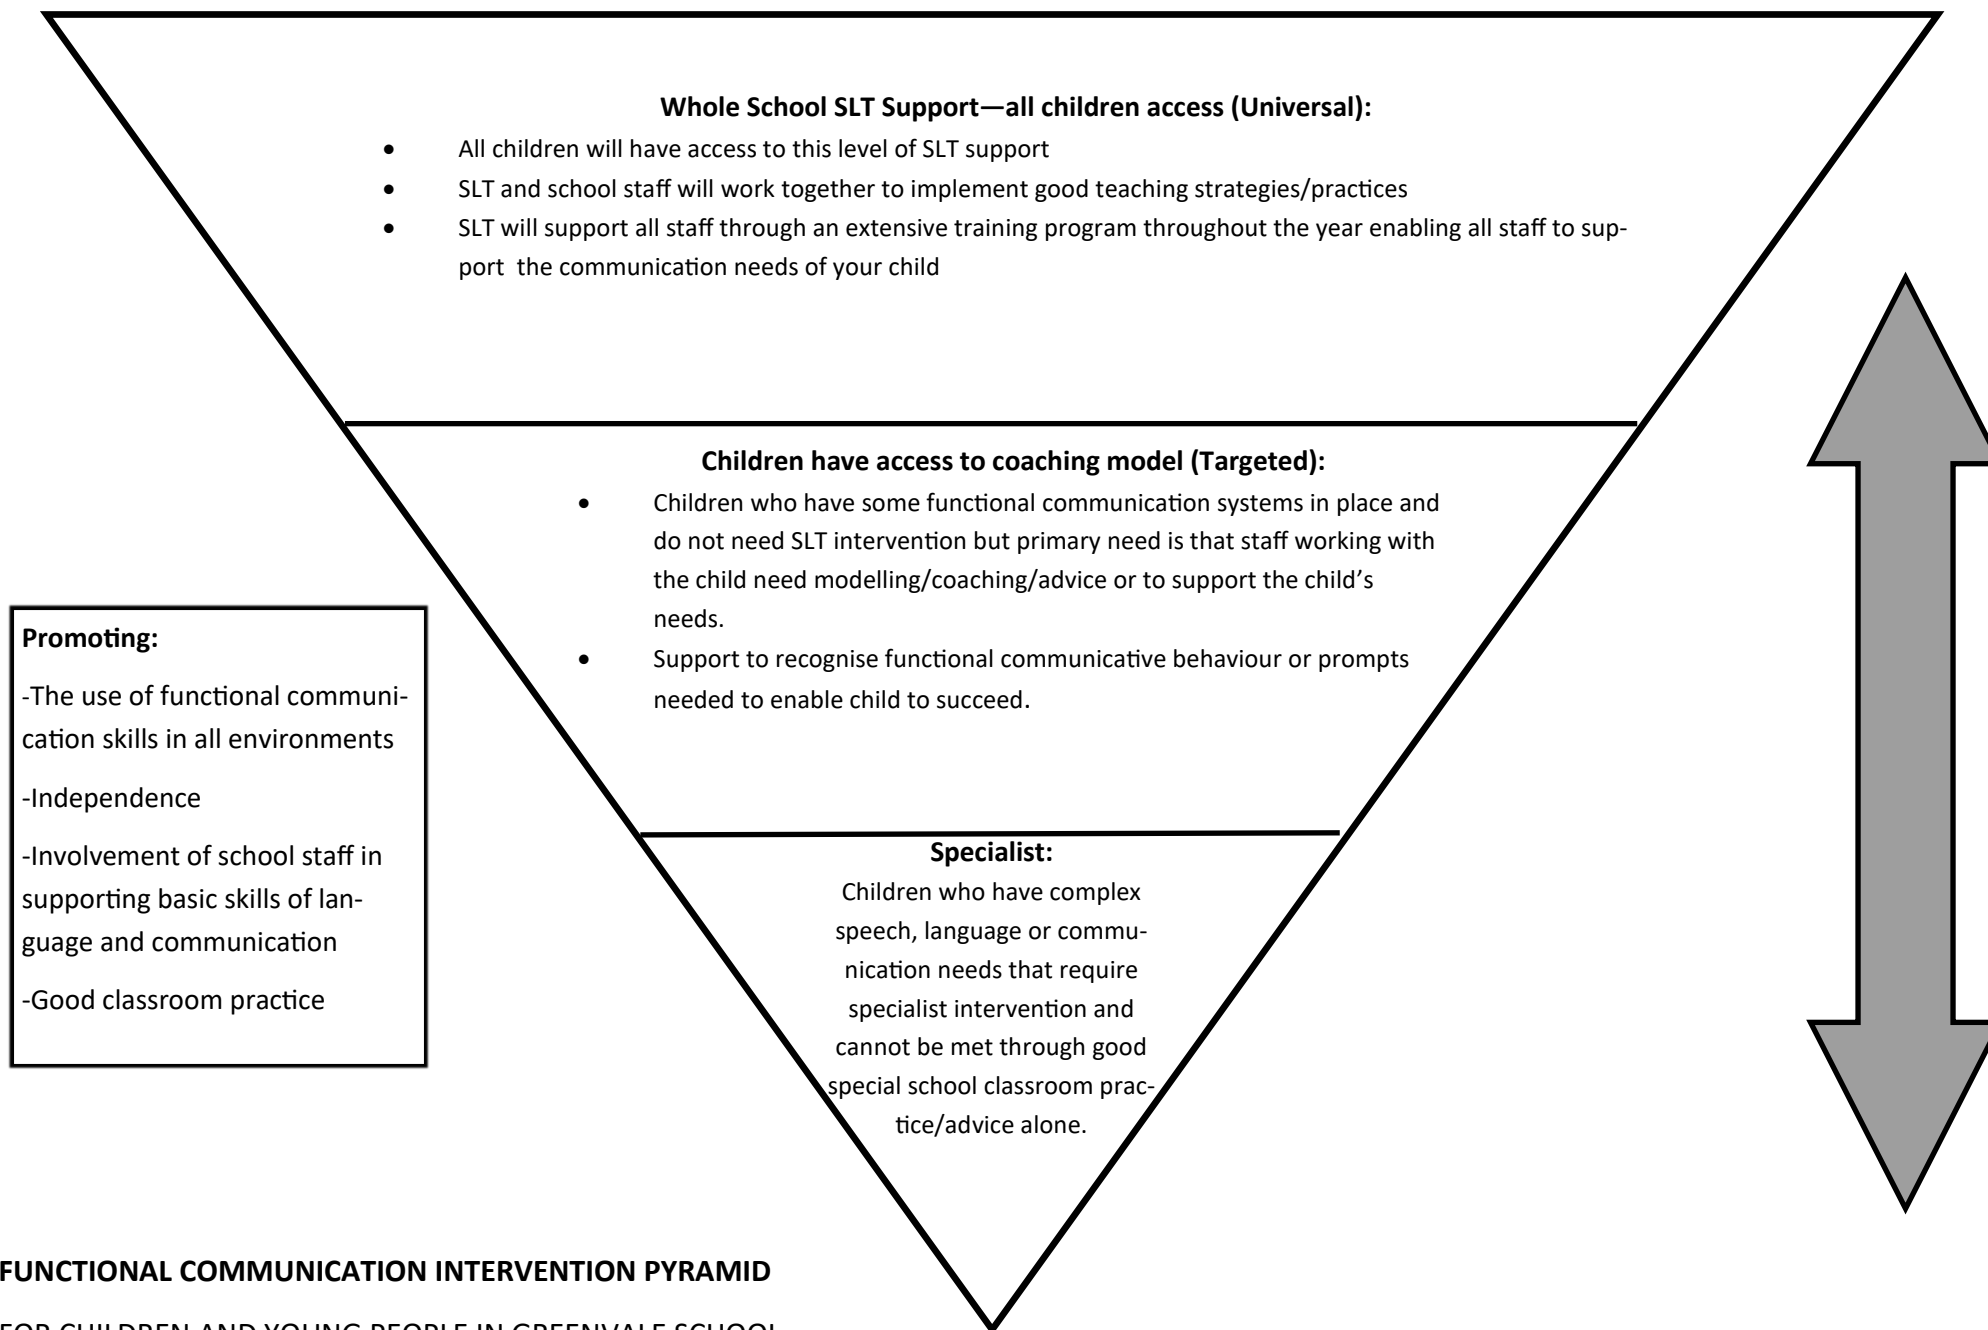 Whole School SLT Support—all children access (Universal):
• All children will have access to this level of SLT support
• SLT and school staff will work together to implement good teaching strategies/practices
• SLT will support all staff through an extensive training program throughout the year enabling all staff to sup-
port the communication needs of your child
Children have access to coaching model (Targeted):
• Children who have some functional communication systems in place and
do not need SLT intervention but primary need is that staff working with
the child need modelling/coaching/advice or to support the child’s
needs.
• Support to recognise functional communicative behaviour or prompts
needed to enable child to succeed.
Promoting:
-The use of functional communi-
cation skills in all environments
-Independence
-Involvement of school staff in
supporting basic skills of lan-
guage and communication
-Good classroom practice
Specialist:
Children who have complex
speech, language or commu-
nication needs that require
specialist intervention and
cannot be met through good
special school classroom prac-
tice/advice alone.
FUNCTIONAL COMMUNICATION INTERVENTION PYRAMID
FOR CHILDREN AND YOUNG PEOPLE IN GREENVALE SCHOOL